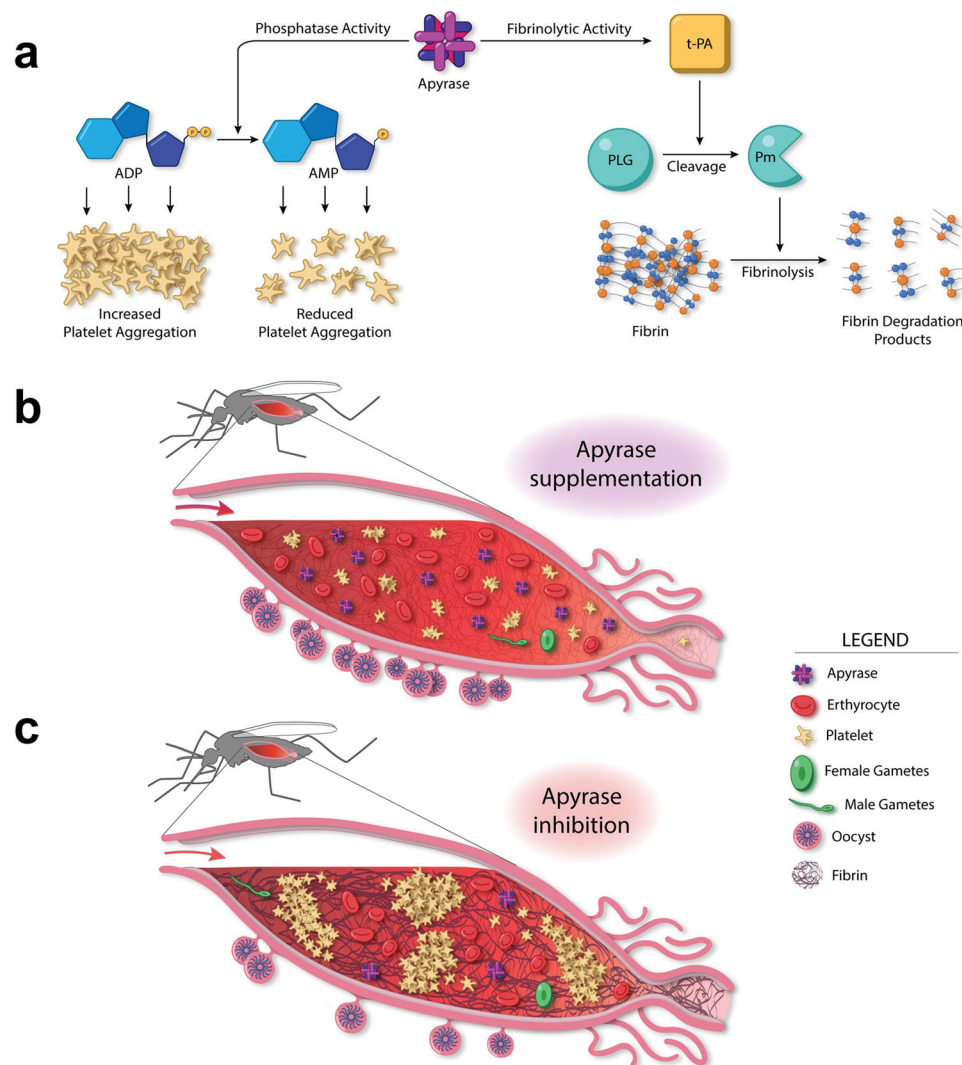 a
Phosphatase Activity
Fibrinolytic Activity
t-PA
Apyrase
P P
P
ADP
AMP
PLG
Cleavage
Pm
Increased
Platelet Aggregation
Reduced
Platelet Aggregation
Fibrin
Fibrinolysis
Fibrin Degradation
Products
b
Apyrase
supplementation
LEGEND
Apyrase
Erthyrocyte
Platelet
Female Gametes
Male Gametes
Oocyst
Fibrin
c
Apyrase
inhibition